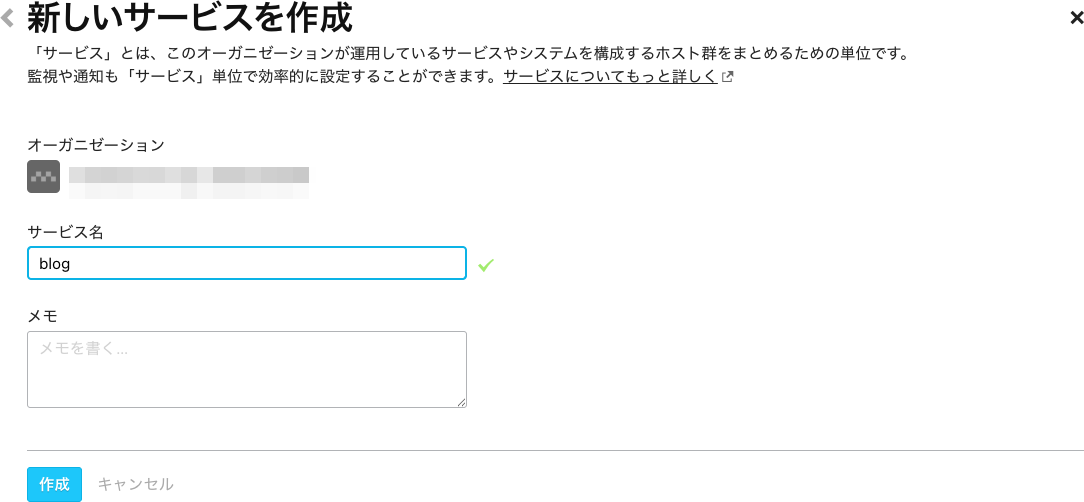 新しいサービスを作成
「サービス」とは、このオーガニゼーションが運用しているサービスやシステムを構成するホスト群をまとめるための単位です。
監視や通知も「サービス」単位で効率的に設定することができます。サービスについてもっと詳しく
オーガニゼーション
サービス名
blog
メモ
メモを書く...
作成 キャンセル